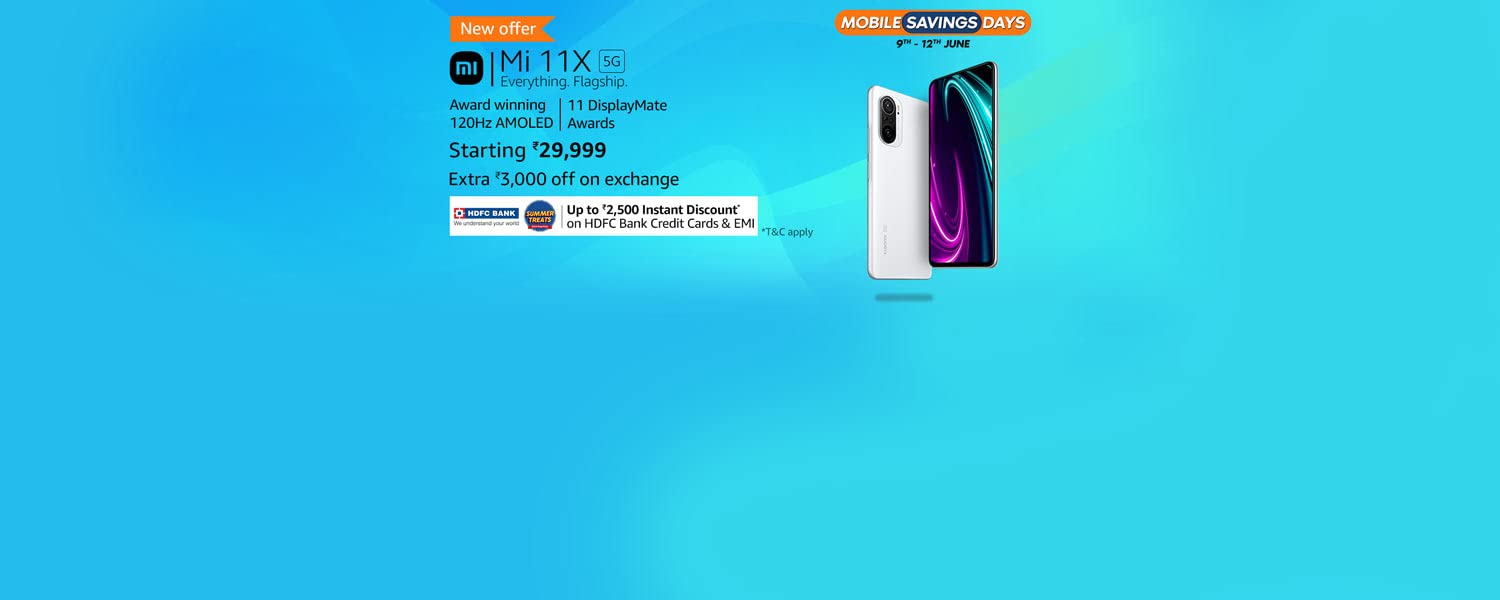 New offer
MOBILE SAVINGS DAYS
9TH - 12TH JUNE
mi | Mi 11X 5G
Everything. Flagship.
Award winning | 11 DisplayMate
120Hz AMOLED | Awards
Starting ₹29,999
Extra ₹3,000 off on exchange
HDFC BANK
We understand your world
SUMMER
TREATS
Up to ₹2,500 Instant Discount*
on HDFC Bank Credit Cards & EMI
*T&C apply